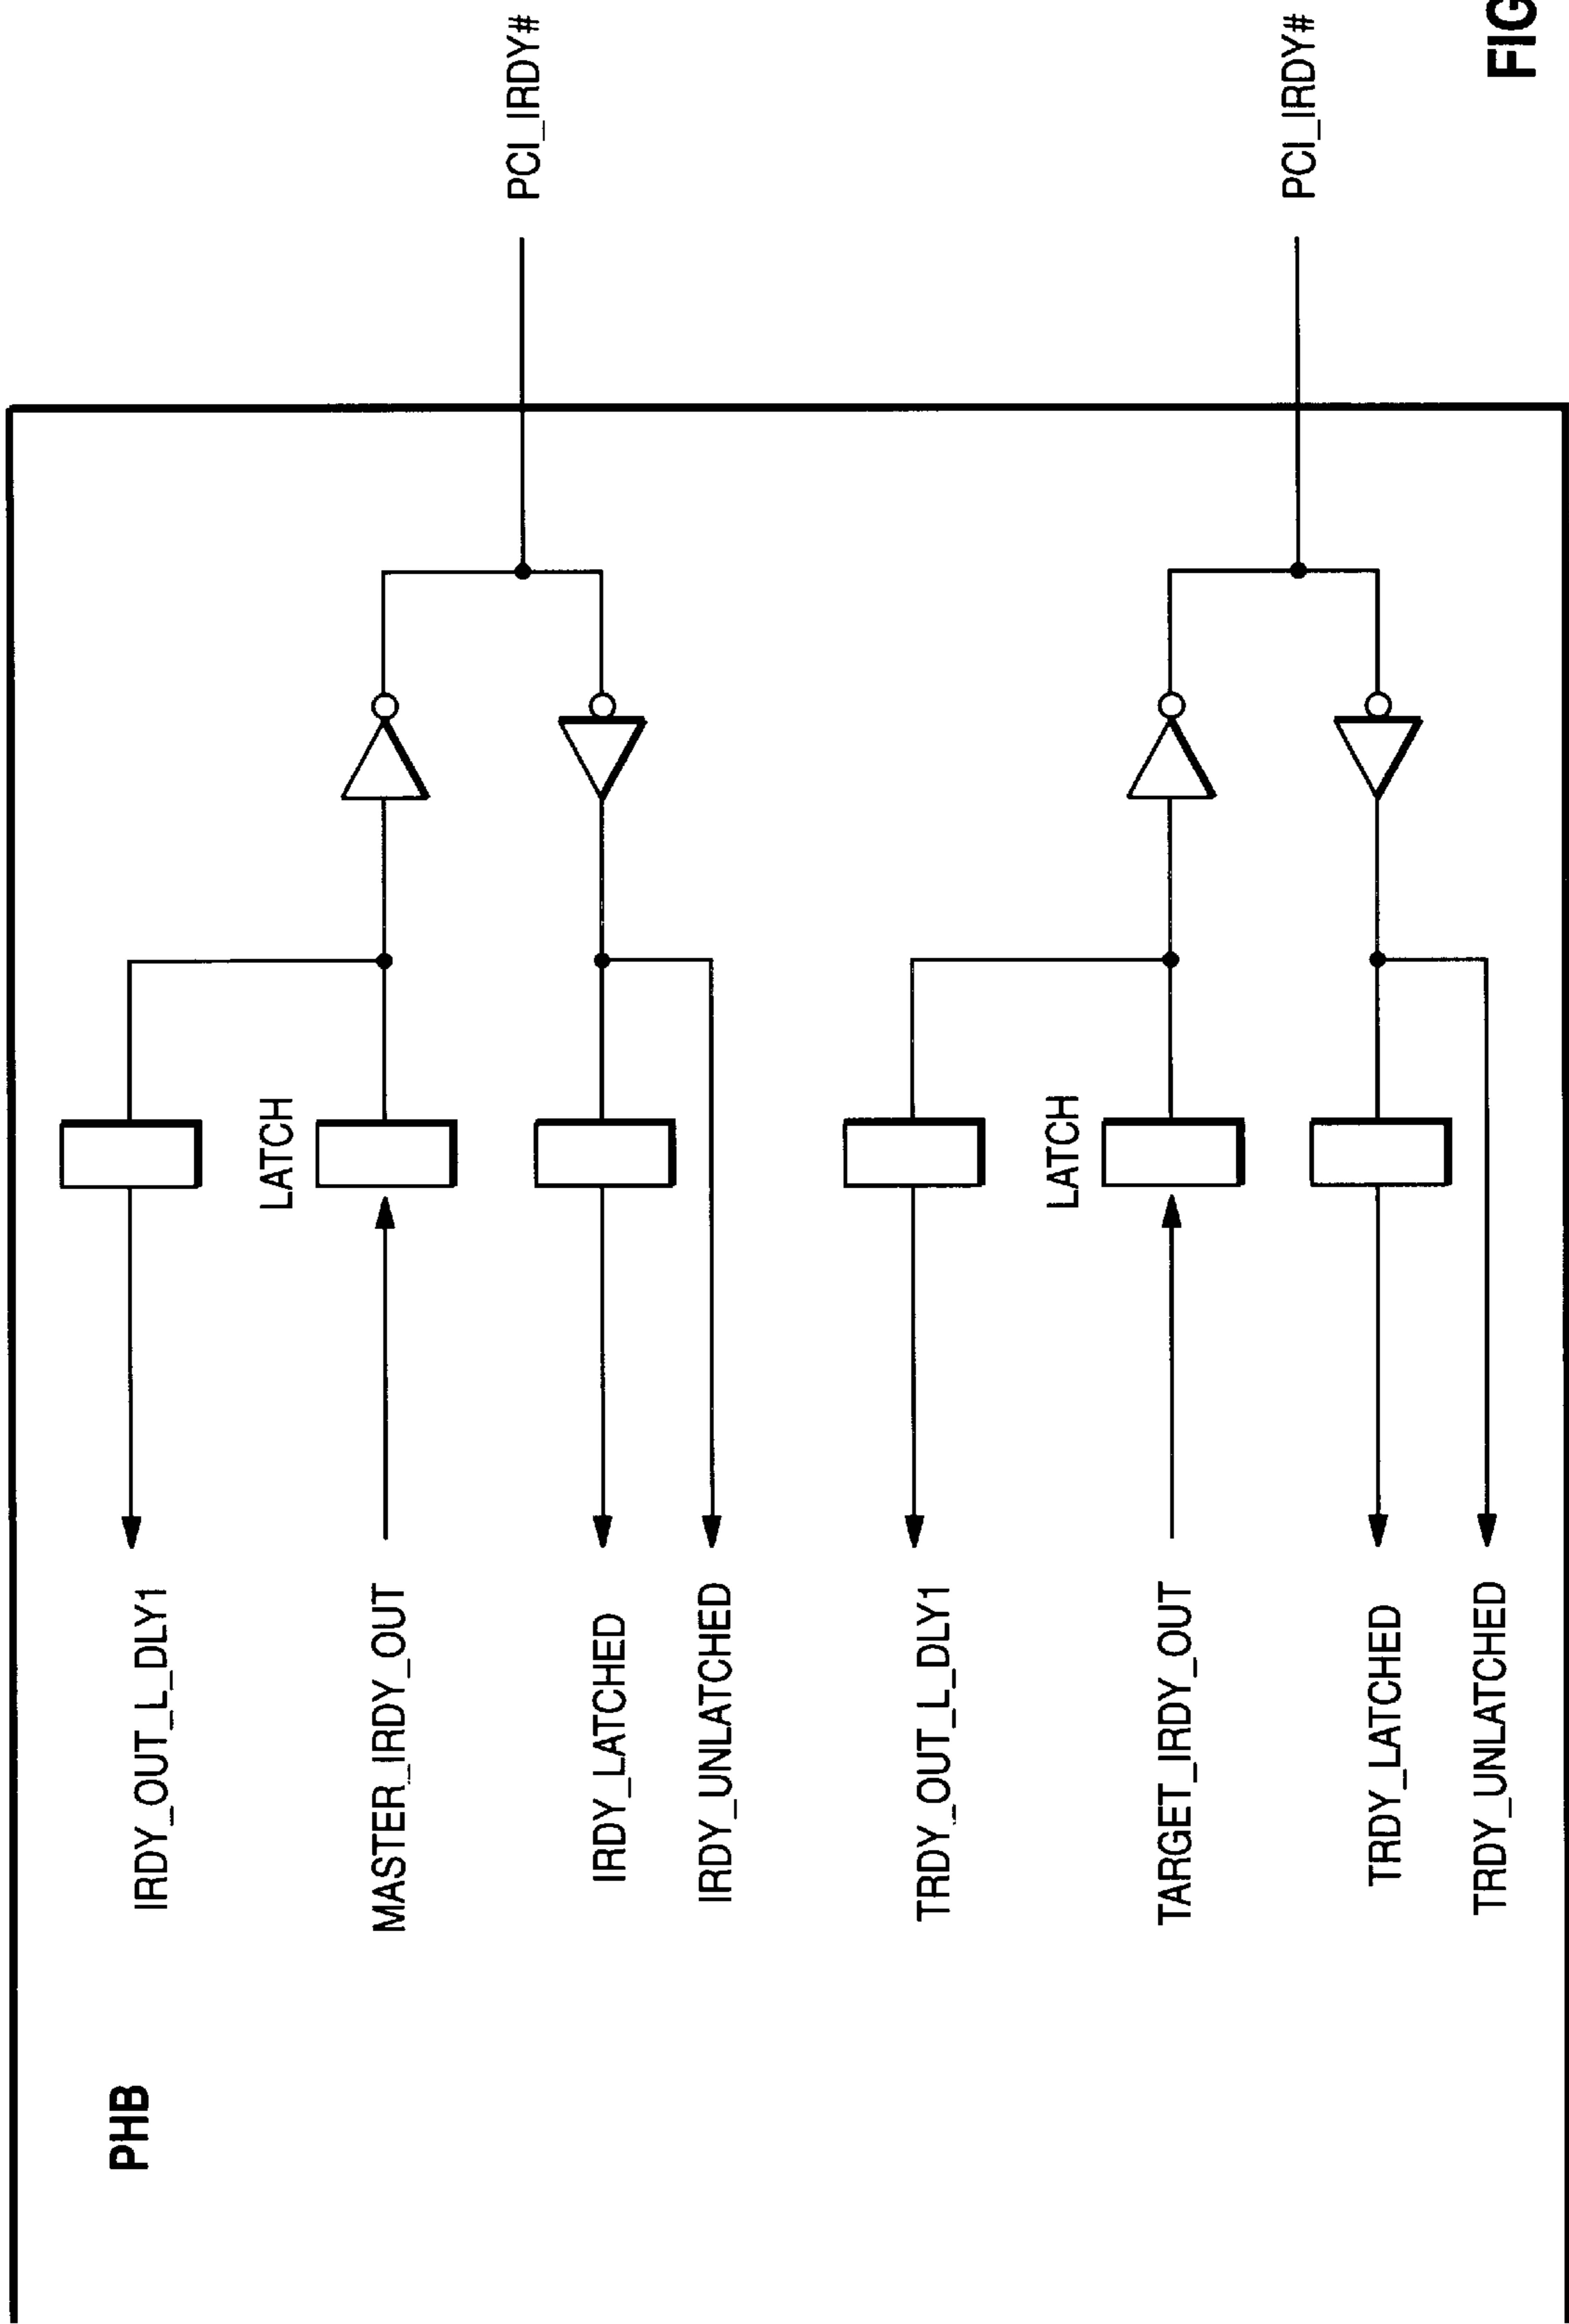 PHB
IRDY_OUT_L_DLY1
LATCH
MASTER_IRDY_OUT
PCI_IRDY#
IRDY_LATCHED
IRDY_UNLATCHED
TRDY_OUT_L_DLY1
LATCH
TARGET_IRDY_OUT
PCI_IRDY#
TRDY_LATCHED
TRDY_UNLATCHED
FIG